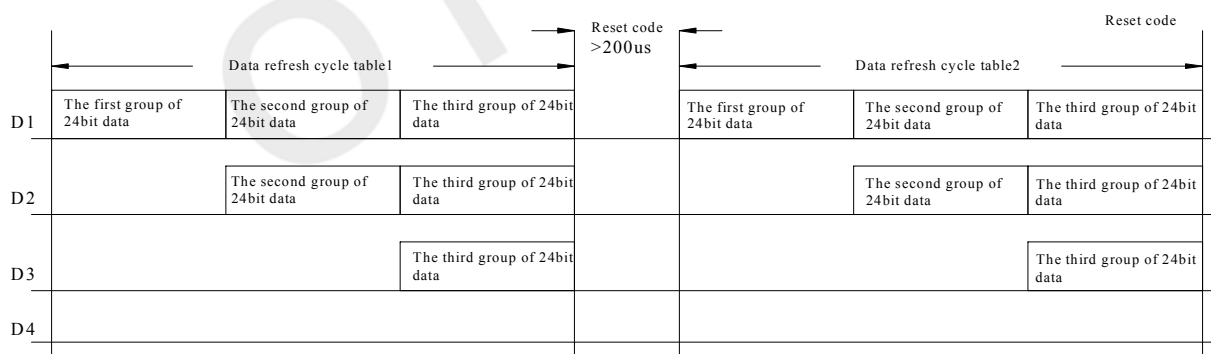 Reset code
>200us
Reset code
Data refresh cycle table1
Data refresh cycle table2
D1
The first group of
24bit data
The second group of
24bit data
The third group of 24bit
data
The first group of
24bit data
The second group of
24bit data
The third group of 24bit
data
D2
The second group of
24bit data
The third group of 24bit
data
The second group of
24bit data
The third group of 24bit
data
D3
The third group of 24bit
data
The third group of 24bit
data
D4